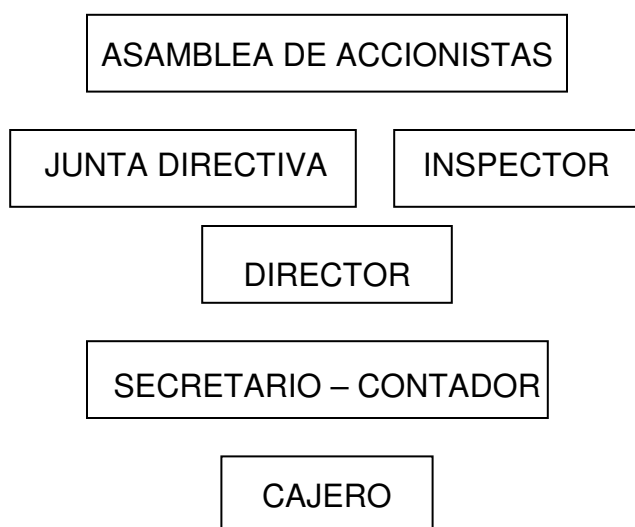 ASAMBLEA DE ACCIONISTAS
JUNTA DIRECTIVA
INSPECTOR
DIRECTOR
SECRETARIO – CONTADOR
CAJERO